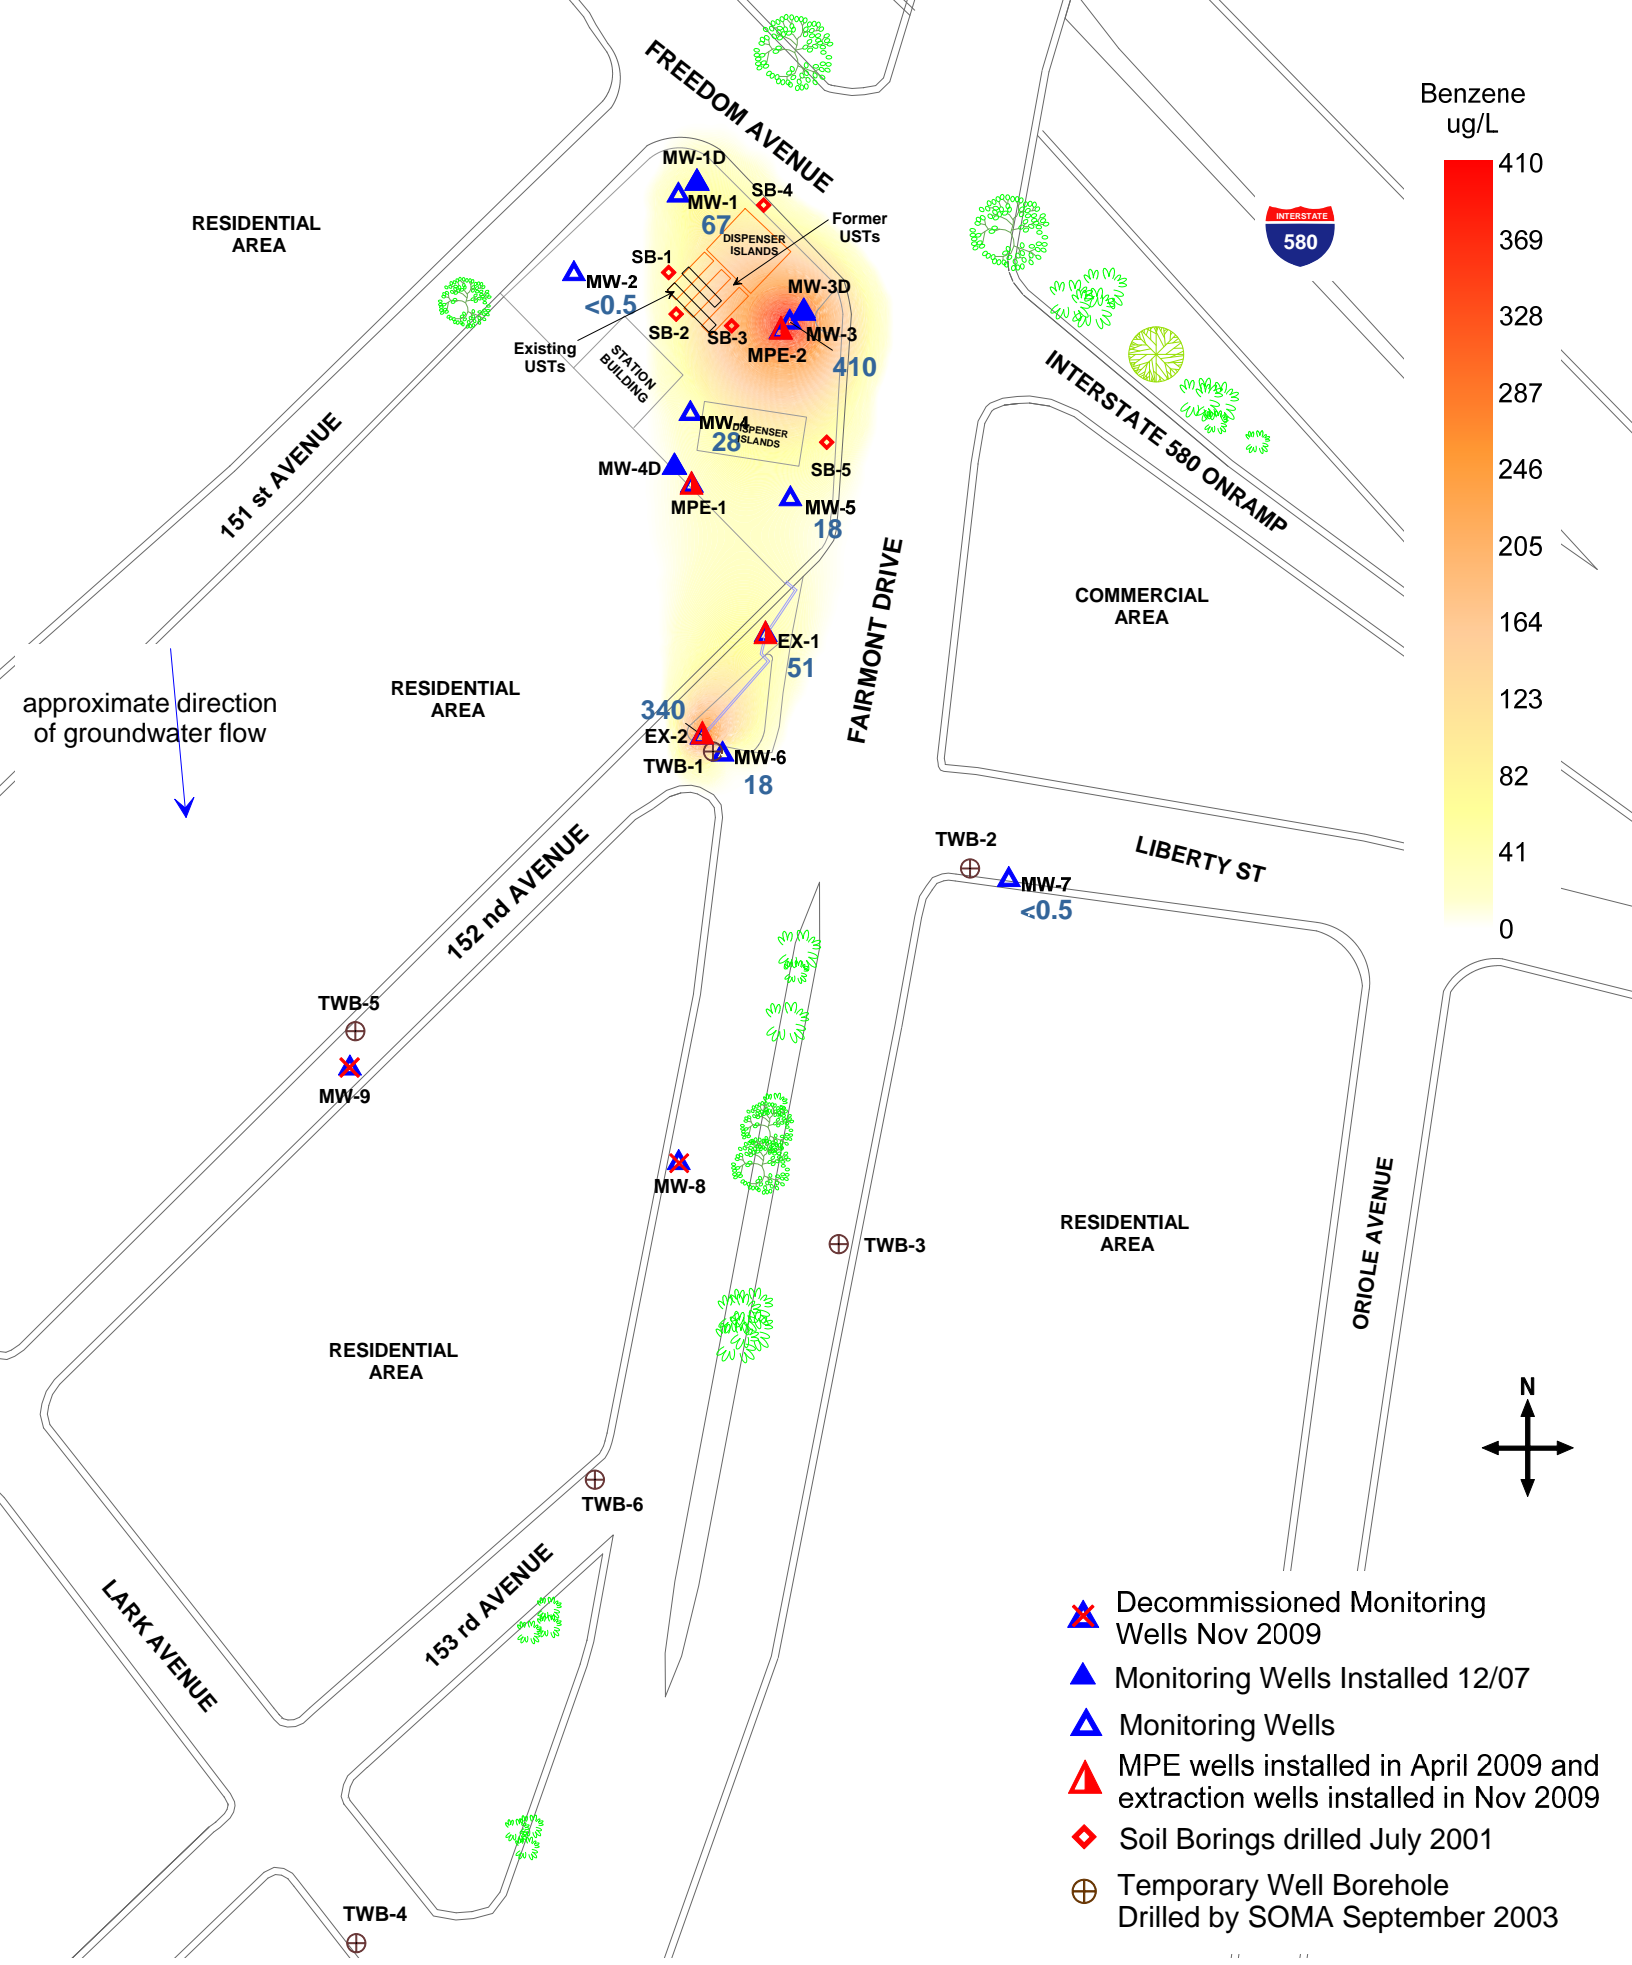 FREEDOM AVENUE
Benzene
ug/L
410
369
328
287
246
205
164
123
82
41
0
MW-1D
MW-1
67
SB-4
DISPENSER
ISLANDS
Former
USTs
RESIDENTIAL
AREA
INTERSTATE
580
SB-1
MW-2
<0.5
MW-3D
SB-2
SB-3
MW-3
MPE-2
410
Existing
USTs
STATION
BUILDING
INTERSTATE 580 ONRAMP
MW-4
28
DISPENSER
ISLANDS
MW-4D
SB-5
MPE-1
MW-5
18
151 st AVENUE
FAIRMONT DRIVE
COMMERCIAL
AREA
EX-1
51
RESIDENTIAL
AREA
approximate direction
of groundwater flow
340
EX-2
TWB-1
MW-6
18
TWB-2
LIBERTY ST
MW-7
<0.5
152 nd AVENUE
TWB-5
MW-9
MW-8
TWB-3
RESIDENTIAL
AREA
ORIOLE AVENUE
RESIDENTIAL
AREA
N
TWB-6
153 rd AVENUE
LARK AVENUE
TWB-4
Decommissioned Monitoring
Wells Nov 2009
Monitoring Wells Installed 12/07
Monitoring Wells
MPE wells installed in April 2009 and
extraction wells installed in Nov 2009
Soil Borings drilled July 2001
Temporary Well Borehole
Drilled by SOMA September 2003